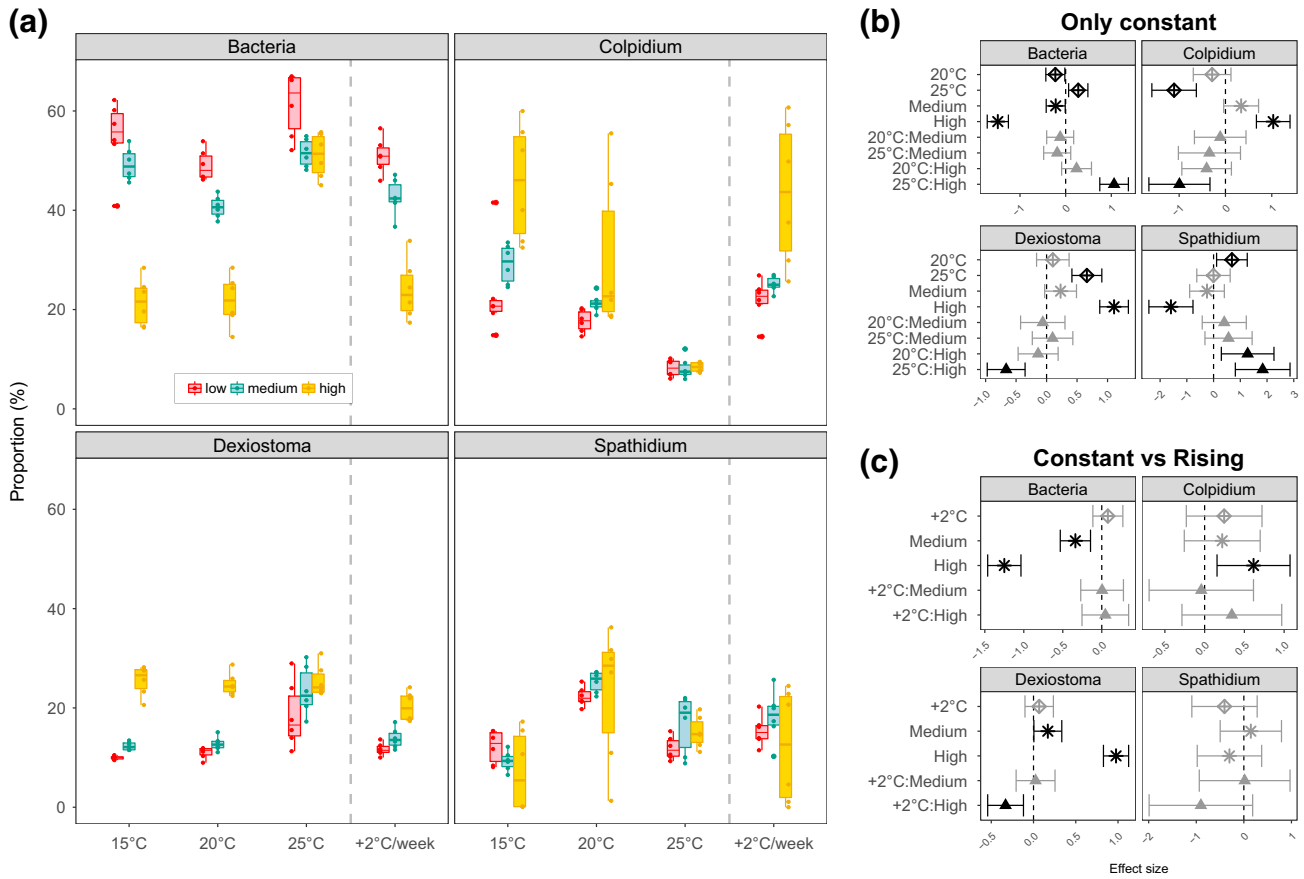 (a)
Bacteria
Colpidium
60
40
20
0
low medium high
Proportion (%)
Dexiostoma
Spathidium
60
40
20
0
15°C 20°C 25°C +2°C/week
15°C 20°C 25°C +2°C/week
(b)
Only constant
Bacteria
Colpidium
20°C
25°C
Medium
High
20°C:Medium
25°C:Medium
20°C:High
25°C:High
−1 0 1
−1 0 1
Dexiostoma
Spathidium
20°C
25°C
Medium
High
20°C:Medium
25°C:Medium
20°C:High
25°C:High
−1.0 −0.5 0.0 0.5 1.0
−2 −1 0 1 2 3
(c)
Constant vs Rising
Bacteria
Colpidium
+2°C
Medium
High
+2°C:Medium
+2°C:High
−1.5 −1.0 −0.5 0.0
−0.5 0.0 0.5 1.0
Dexiostoma
Spathidium
+2°C
Medium
High
+2°C:Medium
+2°C:High
−0.5 0.0 0.5 1.0
−2 −1 0 1
Effect size